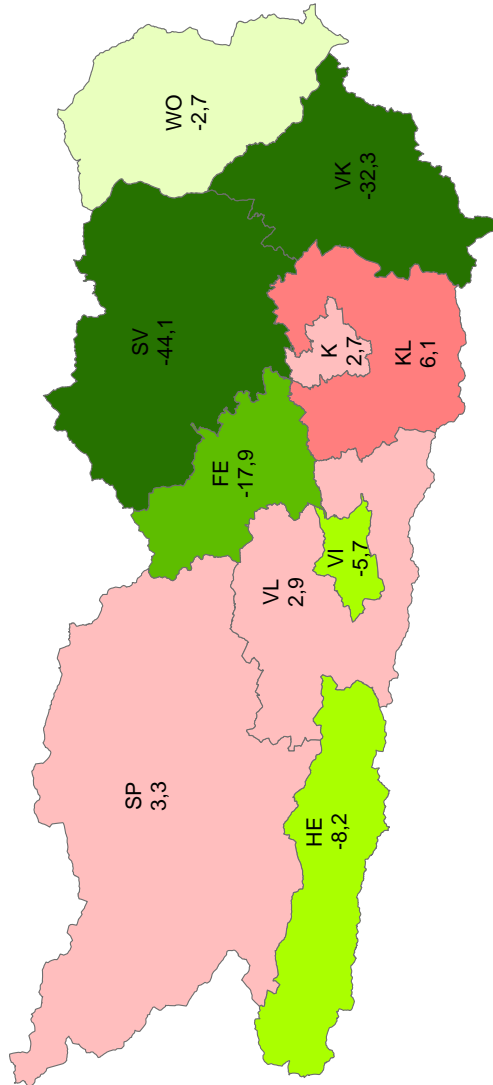 SP
3,3
HE
-8,2
VL
2,9
VI
-5,7
FE
-17,9
SV
-44,1
K
2,7
KL
6,1
VK
-32,3
WO
-2,7